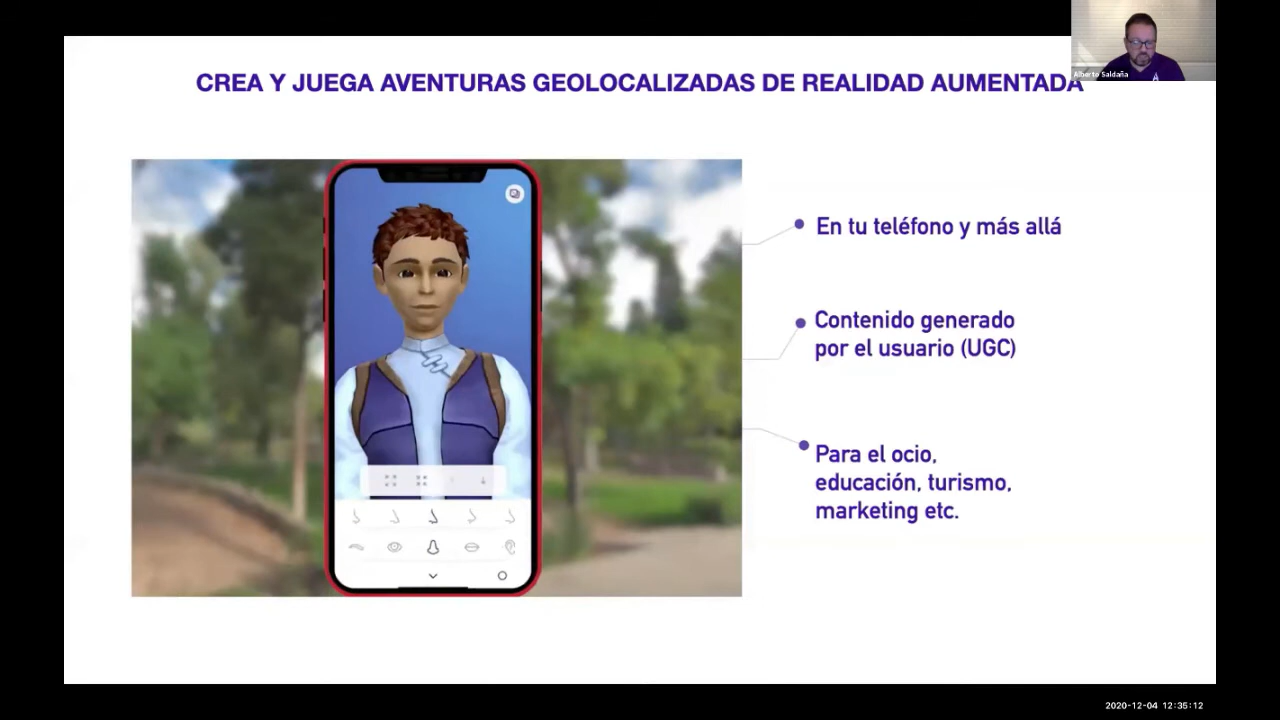 CREA Y JUEGA AVENTURAS GEOLOCALIZADAS DE REALIDAD AUMENTADA
Alberto Saldaña
En tu teléfono y más allá
Contenido generado
por el usuario (UGC)
Para el ocio,
educación, turismo,
marketing etc.
2020-12-04 12:35:12